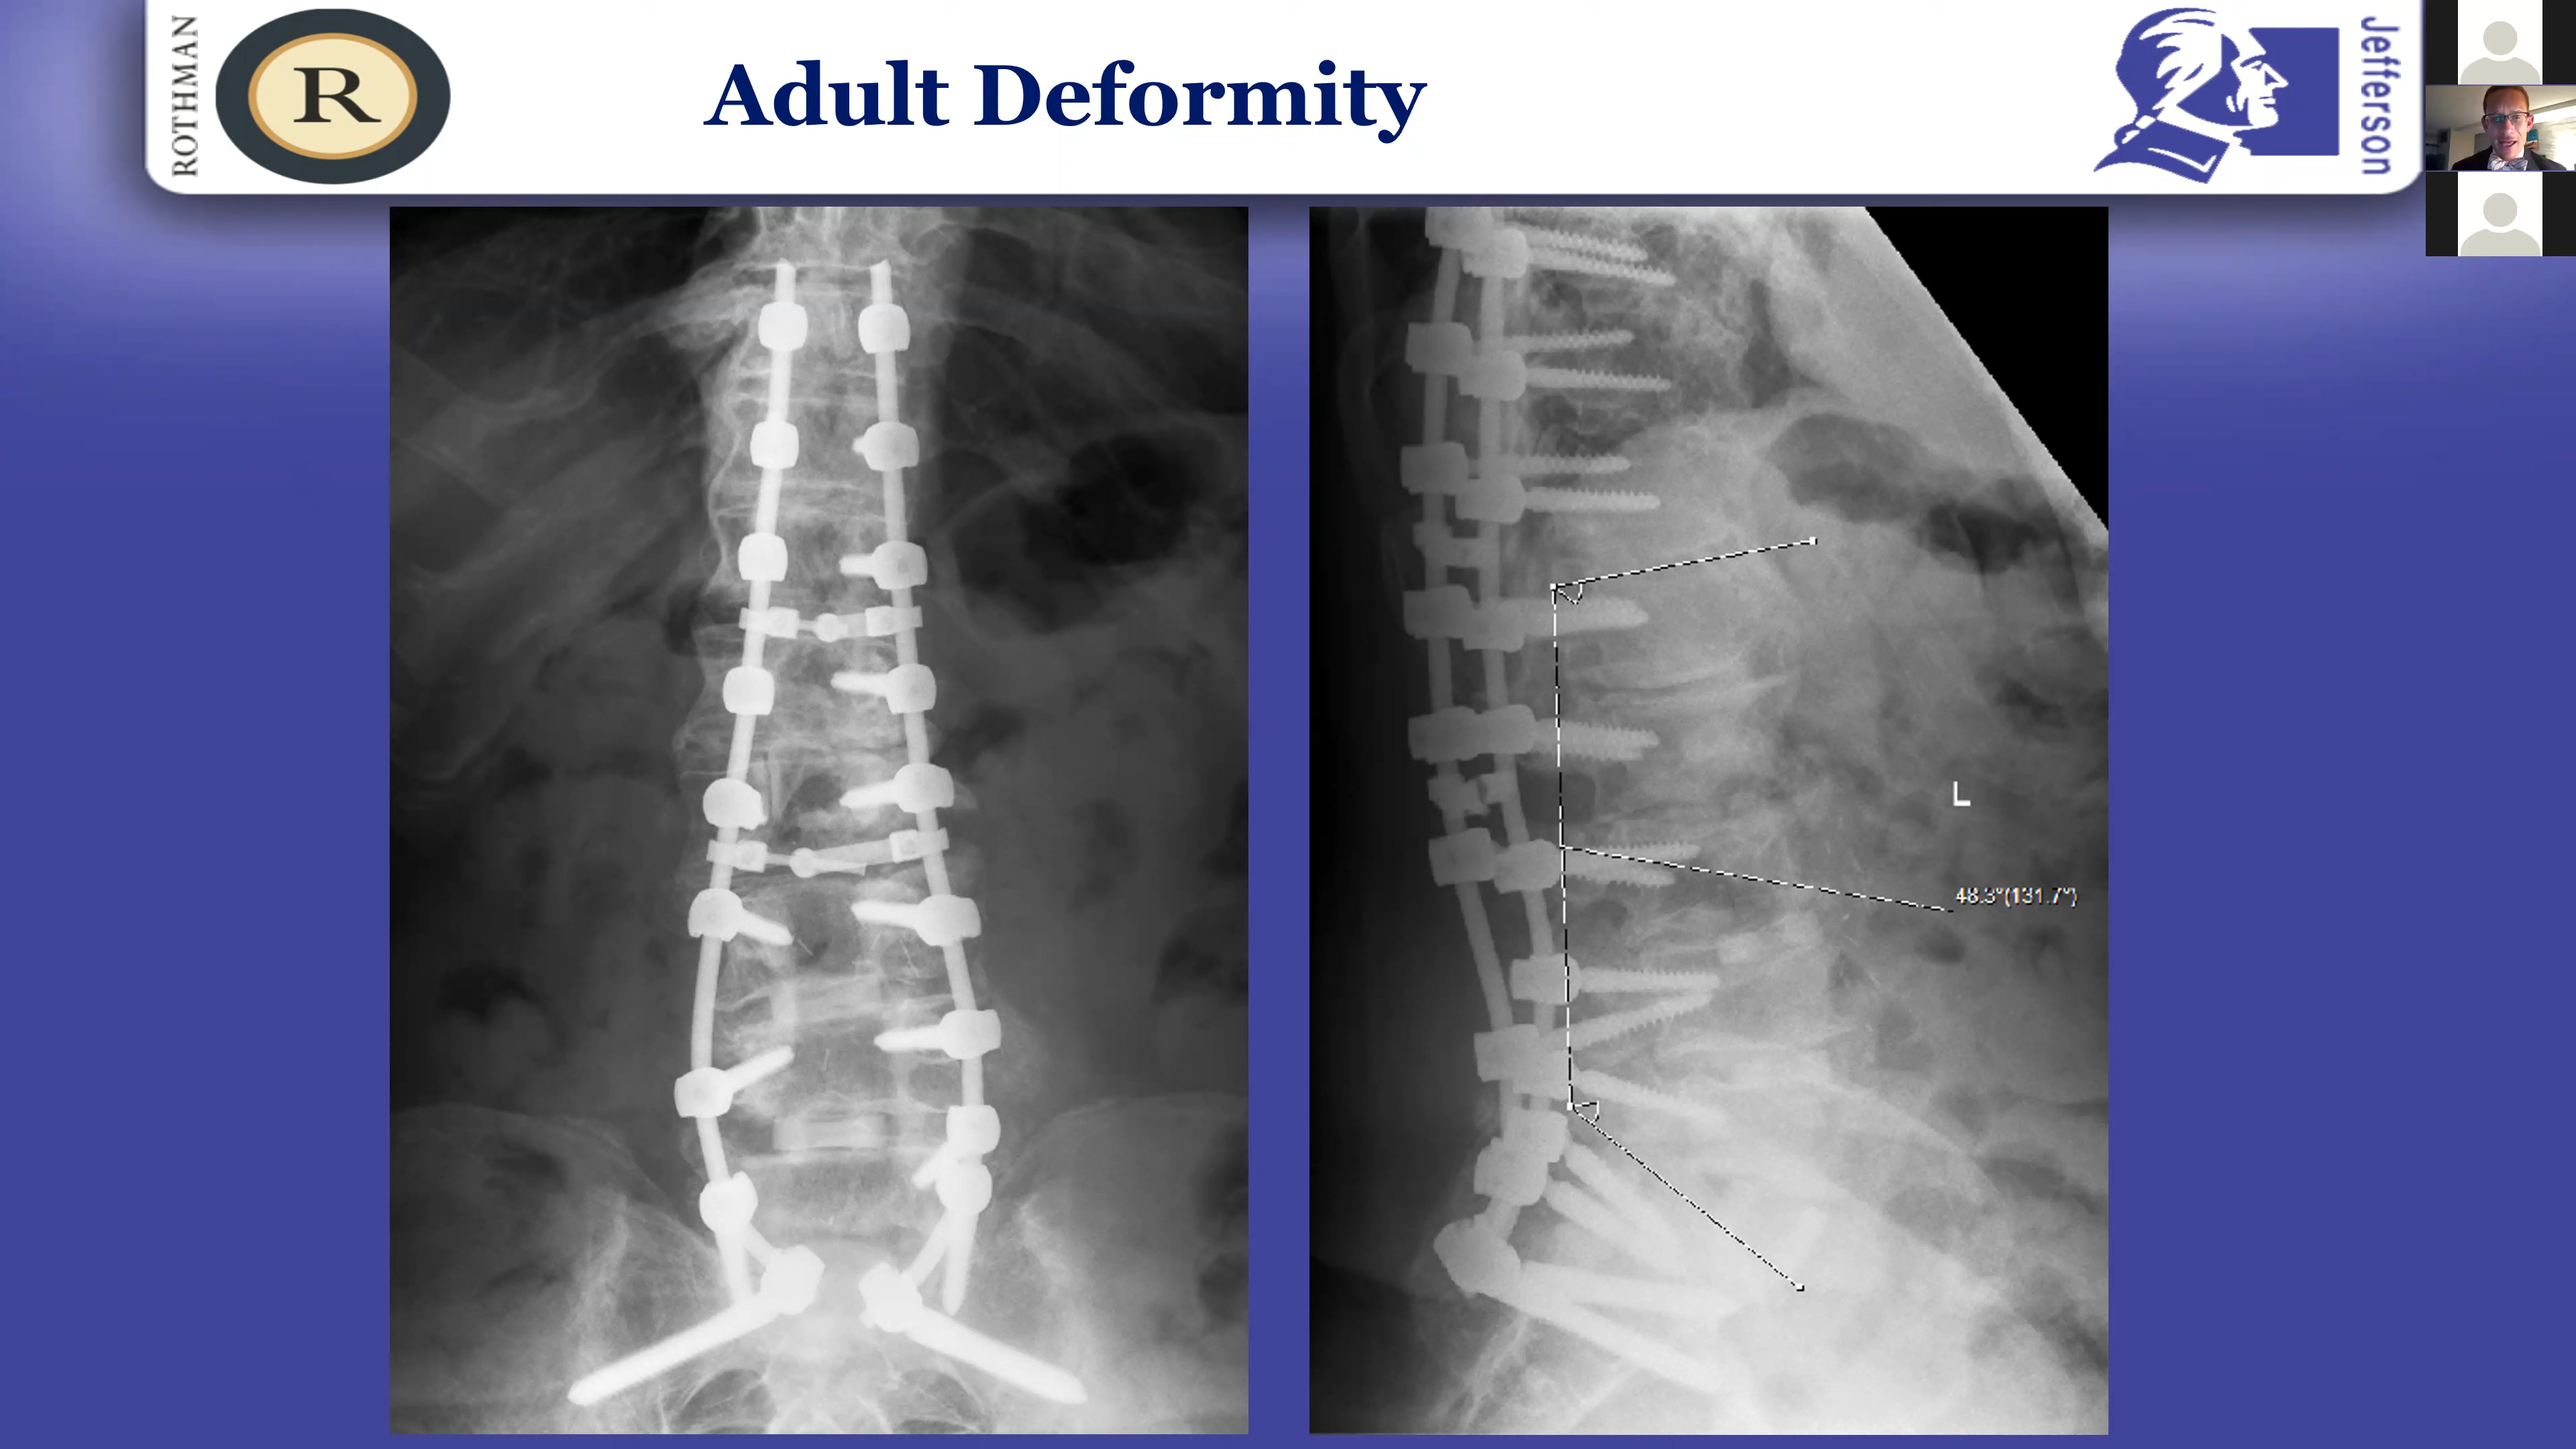 ROTHMAN
R
Adult Deformity
Jefferson
L
48.3°(131.7°)